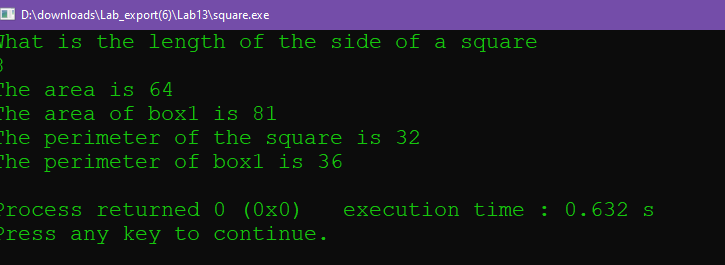 D:\downloads\Lab_export(6)\Lab13\square.exe
What is the length of the side of a square
8
The area is 64
The area of box1 is 81
The perimeter of the square is 32
The perimeter of box1 is 36
Process returned 0 (0x0) execution time : 0.632 s
Press any key to continue.